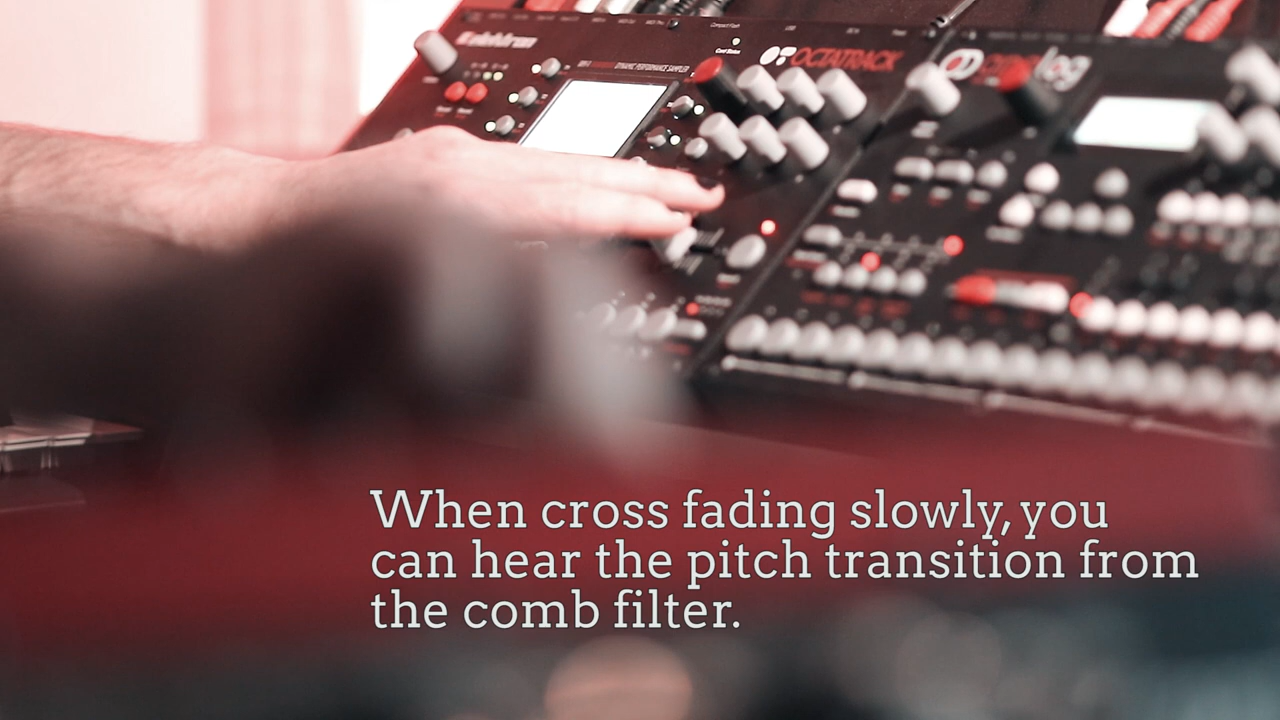 elektron
OCTATRACK
DYNAMIC PERFORMANCE SAMPLER
When cross fading slowly, you
can hear the pitch transition from
the comb filter.